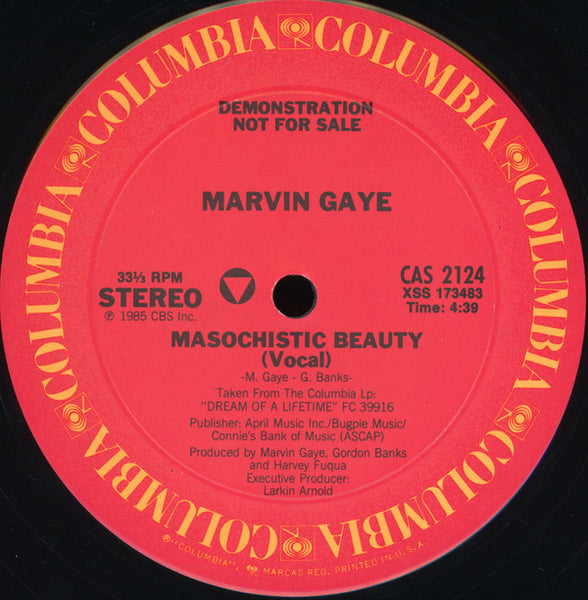 COLUMBIA COLUMBIA COLUMBIA COLUMBIA COLUMBIA COLUMBIA
DEMONSTRATION
NOT FOR SALE
MARVIN GAYE
33⅓ RPM
STEREO
℗ 1985 CBS Inc.
CAS 2124
XSS 173483
Time: 4:39
MASOCHISTIC BEAUTY
(Vocal)
-M. Gaye - G. Banks-
Taken From The Columbia Lp:
"DREAM OF A LIFETIME" FC 39916
Publisher: April Music Inc./Bugpie Music/
Connie's Bank of Music (ASCAP)
Produced by Marvin Gaye, Gordon Banks
and Harvey Fuqua
Executive Producer:
Larkin Arnold
®"COLUMBIA", MARCAS REG. PRINTED IN U.S.A.